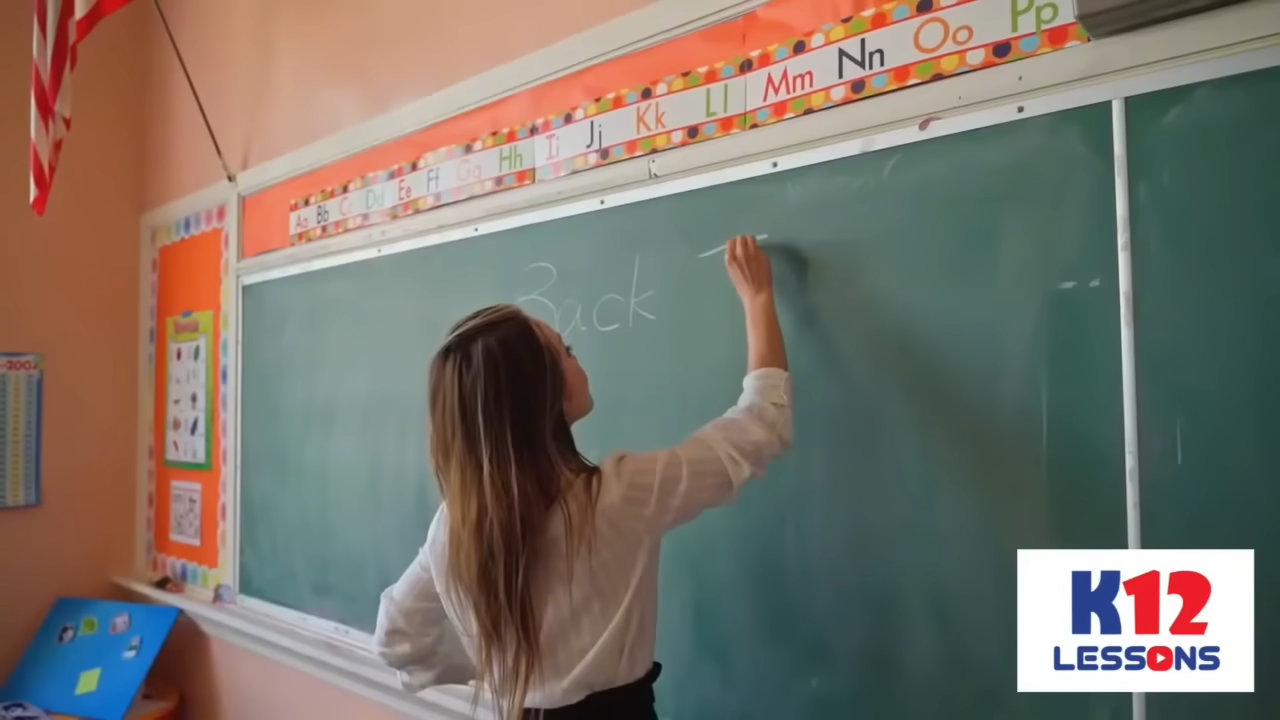 Aa Bb Cc Dd Ee Ff Gg Hh Ii Jj Kk Ll Mm Nn Oo Pp
Back
-200s
K12
LESSONS